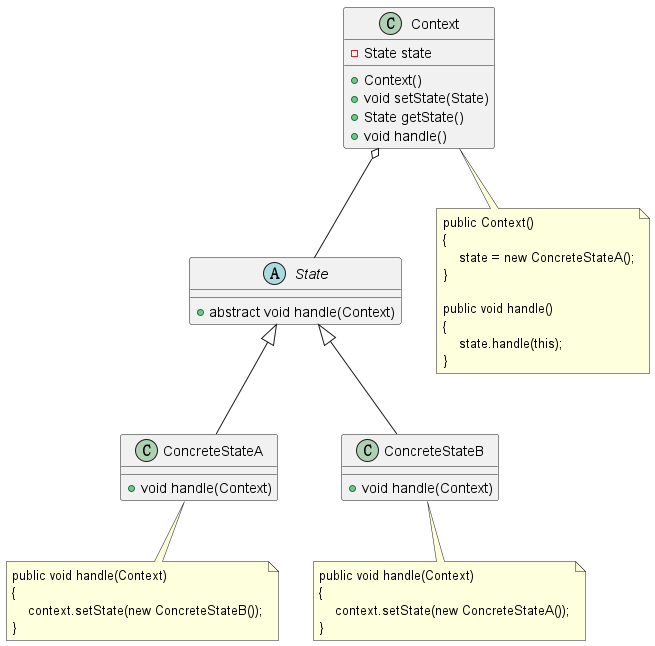 C Context
State state
Context()
void setState(State)
State getState()
void handle()
public Context()
{
state = new ConcreteStateA();
}
public void handle()
{
state.handle(this);
}
A State
abstract void handle(Context)
C ConcreteStateA
void handle(Context)
C ConcreteStateB
void handle(Context)
public void handle(Context)
{
context.setState(new ConcreteStateB());
}
public void handle(Context)
{
context.setState(new ConcreteStateA());
}